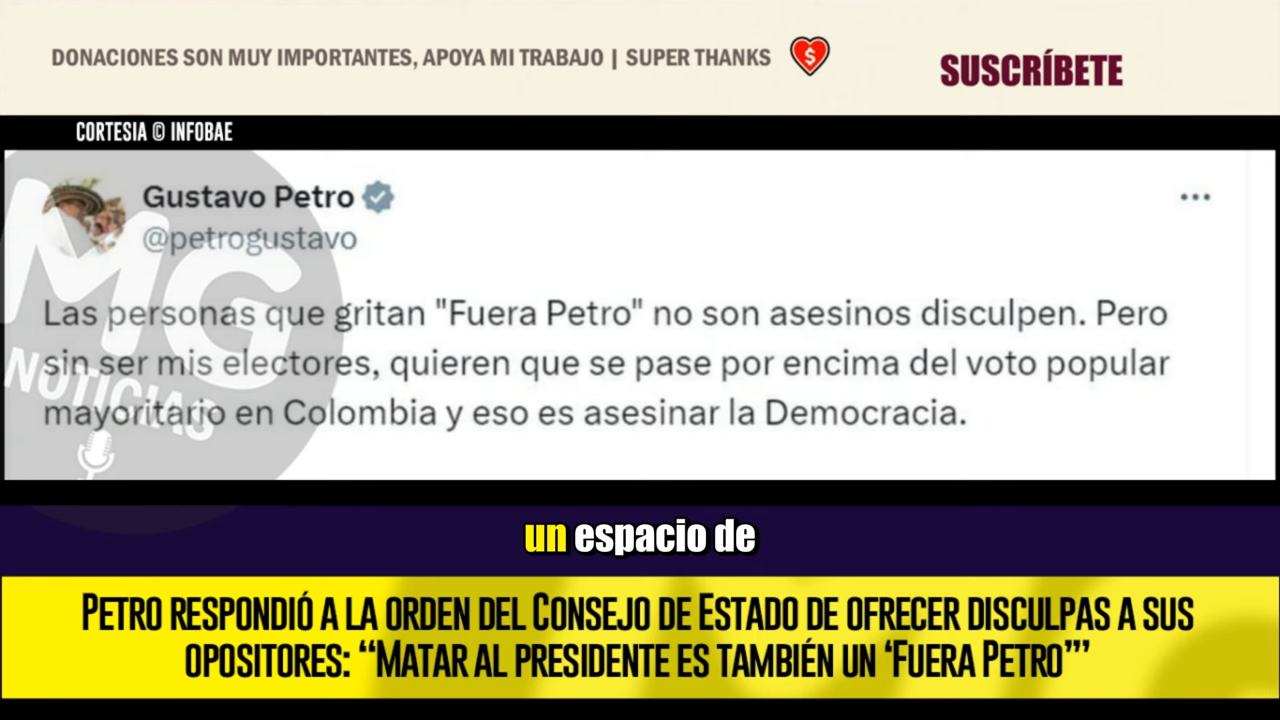 DONACIONES SON MUY IMPORTANTES, APOYA MI TRABAJO | SUPER THANKS
SUSCRÍBETE
CORTESIA © INFOBAE
Gustavo Petro
@petrogustavo
Las personas que gritan "Fuera Petro" no son asesinos disculpen. Pero
sin ser mis electores, quieren que se pase por encima del voto popular
mayoritario en Colombia y eso es asesinar la Democracia.
MG
NOTICIAS
un espacio de
PETRO RESPONDIÓ A LA ORDEN DEL CONSEJO DE ESTADO DE OFRECER DISCULPAS A SUS
OPOSITORES: “MATAR AL PRESIDENTE ES TAMBIÉN UN ‘FUERA PETRO’”